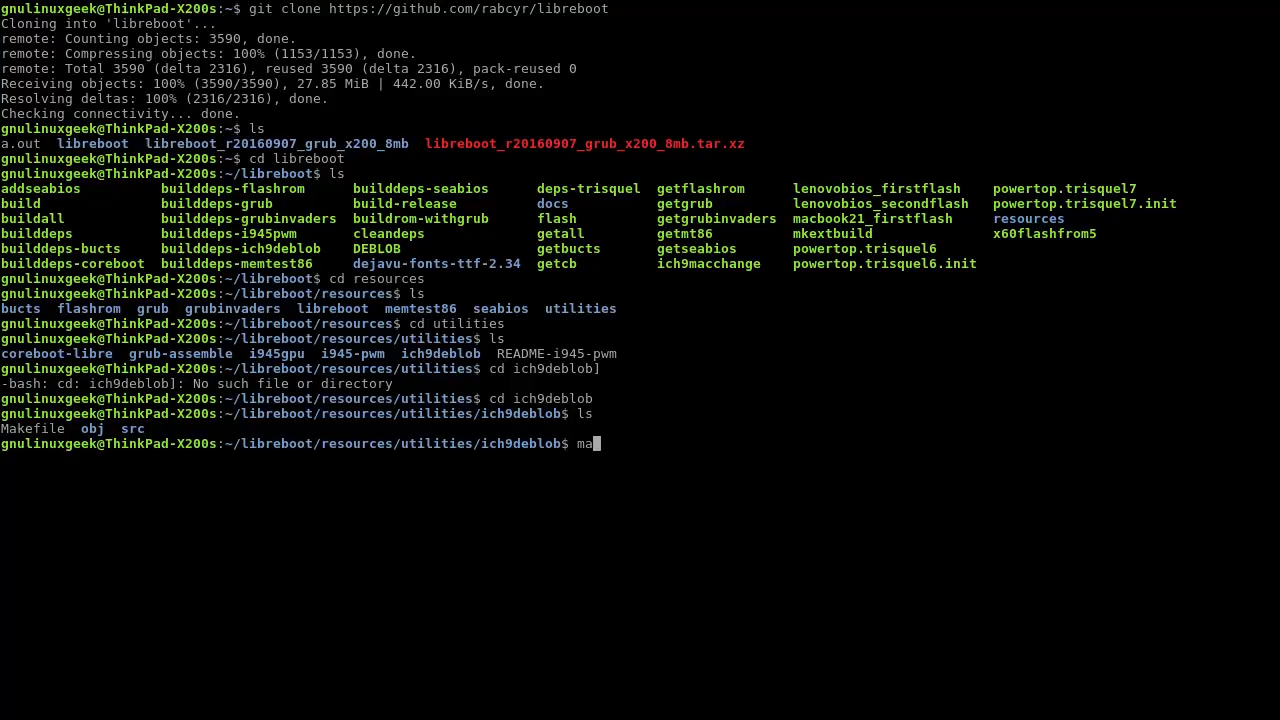 gnulinuxgeek@ThinkPad-X200s:~$ git clone https://github.com/rabcyr/libreboot
Cloning into 'libreboot'...
remote: Counting objects: 3590, done.
remote: Compressing objects: 100% (1153/1153), done.
remote: Total 3590 (delta 2316), reused 3590 (delta 2316), pack-reused 0
Receiving objects: 100% (3590/3590), 27.85 MiB | 442.00 KiB/s, done.
Resolving deltas: 100% (2316/2316), done.
Checking connectivity... done.
gnulinuxgeek@ThinkPad-X200s:~$ ls
a.out  libreboot  libreboot_r20160907_grub_x200_8mb  libreboot_r20160907_grub_x200_8mb.tar.xz
gnulinuxgeek@ThinkPad-X200s:~$ cd libreboot
gnulinuxgeek@ThinkPad-X200s:~/libreboot$ ls
addseabios          builddeps-flashrom      builddeps-seabios      deps-trisquel  getflashrom      lenovobios_firstflash    powertop.trisquel7
build               builddeps-grub          build-release          docs           getgrub          lenovobios_secondflash   powertop.trisquel7.init
buildall            builddeps-grubinvaders  buildrom-withgrub      flash          getgrubinvaders  macbook21_firstflash     resources
builddeps           builddeps-i945pwm       cleandeps              getall         getmt86          mkextbuild               x60flashfrom5
builddeps-bucts     builddeps-ich9deblob    DEBLOB                 getbucts       getseabios       powertop.trisquel6
builddeps-coreboot  builddeps-memtest86     dejavu-fonts-ttf-2.34  getcb          ich9macchange    powertop.trisquel6.init
gnulinuxgeek@ThinkPad-X200s:~/libreboot$ cd resources
gnulinuxgeek@ThinkPad-X200s:~/libreboot/resources$ ls
bucts  flashrom  grub  grubinvaders  libreboot  memtest86  seabios  utilities
gnulinuxgeek@ThinkPad-X200s:~/libreboot/resources$ cd utilities
gnulinuxgeek@ThinkPad-X200s:~/libreboot/resources/utilities$ ls
coreboot-libre  grub-assemble  i945gpu  i945-pwm  ich9deblob  README-i945-pwm
gnulinuxgeek@ThinkPad-X200s:~/libreboot/resources/utilities$ cd ich9deblob]
-bash: cd: ich9deblob]: No such file or directory
gnulinuxgeek@ThinkPad-X200s:~/libreboot/resources/utilities$ cd ich9deblob
gnulinuxgeek@ThinkPad-X200s:~/libreboot/resources/utilities/ich9deblob$ ls
Makefile  obj  src
gnulinuxgeek@ThinkPad-X200s:~/libreboot/resources/utilities/ich9deblob$ ma